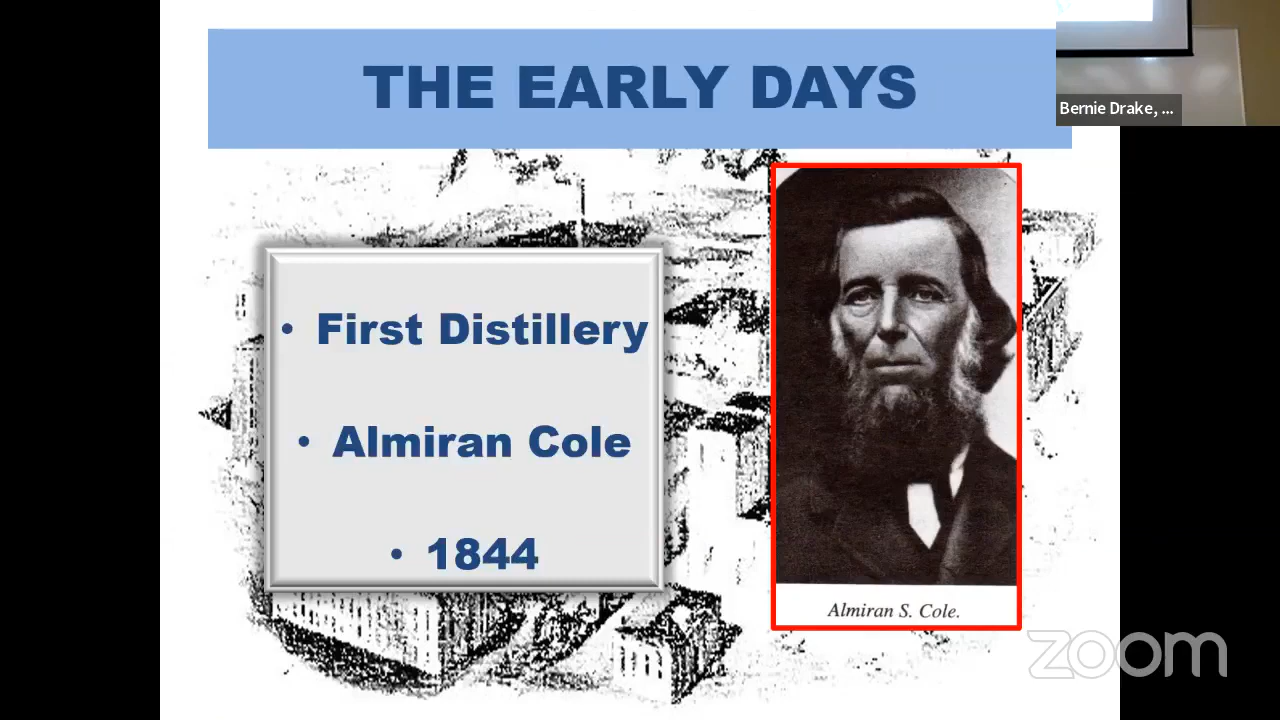 THE EARLY DAYS
Bernie Drake, ...
• First Distillery
• Almiran Cole
• 1844
Almiran S. Cole.
zoom